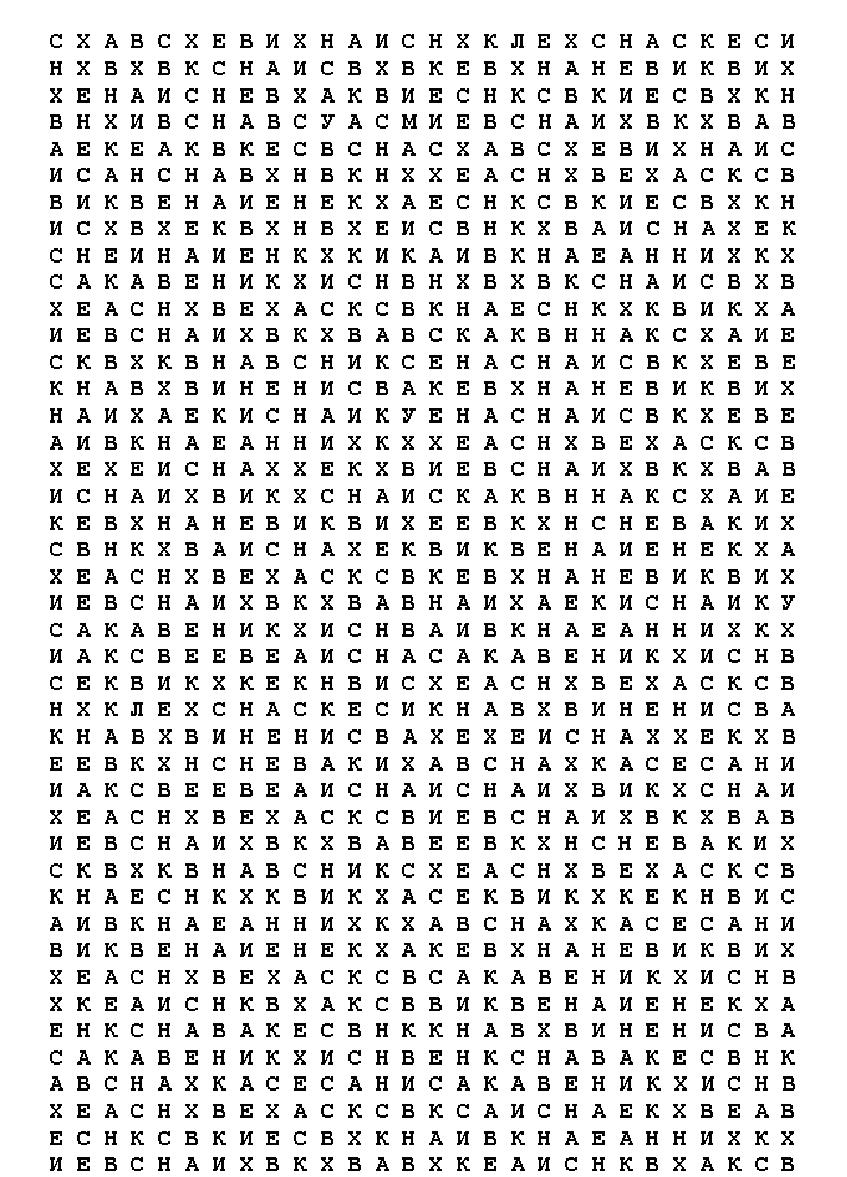 С Х А В С Х Е В И Х Н А И С Н Х К Л Е Х С Н А С К Е С И
Н Х В Х В К С Н А И С В Х В К Е В Х Н А Н Е В И К В И Х
Х Е Н А И С Н Е В Х А К В И Е С Н К С В К И Е С В Х К Н
В Н Х И В С Н А В С У А С М И Е В С Н А И Х В К Х В А В
А Е К Е А К В К Е С В С Н А С Х А В С Х Е В И Х Н А И С
И С А Н С Н А В Х Н В К Н Х Х Е А С Н Х В Е Х А С К С В
В И К В Е Н А И Е Н Е К Х А Е С Н К С В К И Е С В Х К Н
И С Х В Х Е К В Х Н В Х Е И С В Н К Х В А И С Н А Х Е К
С Н Е И Н А И Е Н К Х К И К А И В К Н А Е А Н Н И Х К Х
С А К А В Е Н И К Х И С Н В Н Х В Х В К С Н А И С В Х В
Х Е А С Н Х В Е Х А С К С В К Н А Е С Н К Х К В И К Х А
И Е В С Н А И Х В К Х В А В С К А К В Н Н А К С Х А И Е
С К В Х К В Н А В С Н И К С Е Н А С Н А И С В К Х Е В Е
К Н А В Х В И Н Е Н И С В А К Е В Х Н А Н Е В И К В И Х
Н А И Х А Е К И С Н А И К У Е Н А С Н А И С В К Х Е В Е
А И В К Н А Е А Н Н И Х К Х Х Е А С Н Х В Е Х А С К С В
Х Е Х Е И С Н А Х Х Е К Х В И Е В С Н А И Х В К Х В А В
И С Н А И Х В И К Х С Н А И С К А К В Н Н А К С Х А И Е
К Е В Х Н А Н Е В И К В И Х Е Е В К Х Н С Н Е В А К И Х
С В Н К Х В А И С Н А Х Е К В И К В Е Н А И Е Н Е К Х А
Х Е А С Н Х В Е Х А С К С В К Е В Х Н А Н Е В И К В И Х
И Е В С Н А И Х В К Х В А В Н А И Х А Е К И С Н А И К У
С А К А В Е Н И К Х И С Н В А И В К Н А Е А Н Н И Х К Х
И А К С В Е Е В Е А И С Н А С А К А В Е Н И К Х И С Н В
С Е К В И К Х К Е К Н В И С Х Е А С Н Х В Е Х А С К С В
Н Х К Л Е Х С Н А С К Е С И К Н А В Х В И Н Е Н И С В А
К Н А В Х В И Н Е Н И С В А Х Е Х Е И С Н А Х Х Е К Х В
Е Е В К Х Н С Н Е В А К И Х А В С Н А Х К А С Е С А Н И
И А К С В Е Е В Е А И С Н А И С Н А И Х В И К Х С Н А И
Х Е А С Н Х В Е Х А С К С В И Е В С Н А И Х В К Х В А В
И Е В С Н А И Х В К Х В А В Е Е В К Х Н С Н Е В А К И Х
С К В Х К В Н А В С Н И К С Х Е А С Н Х В Е Х А С К С В
К Н А Е С Н К Х К В И К Х А С Е К В И К Х К Е К Н В И С
А И В К Н А Е А Н Н И Х К Х А В С Н А Х К А С Е С А Н И
В И К В Е Н А И Е Н Е К Х А К Е В Х Н А Н Е В И К В И Х
Х Е А С Н Х В Е Х А С К С В С А К А В Е Н И К Х И С Н В
Х К Е А И С Н К В Х А К С В В И К В Е Н А И Е Н Е К Х А
Е Н К С Н А В А К Е С В Н К К Н А В Х В И Н Е Н И С В А
С А К А В Е Н И К Х И С Н В Е Н К С Н А В А К Е С В Н К
А В С Н А Х К А С Е С А Н И С А К А В Е Н И К Х И С Н В
Х Е А С Н Х В Е Х А С К С В К С А И С Н А Е К Х В Е А В
Е С Н К С В К И Е С В Х К Н А И В К Н А Е А Н Н И Х К Х
И Е В С Н А И Х В К Х В А В Х К Е А И С Н К В Х А К С В